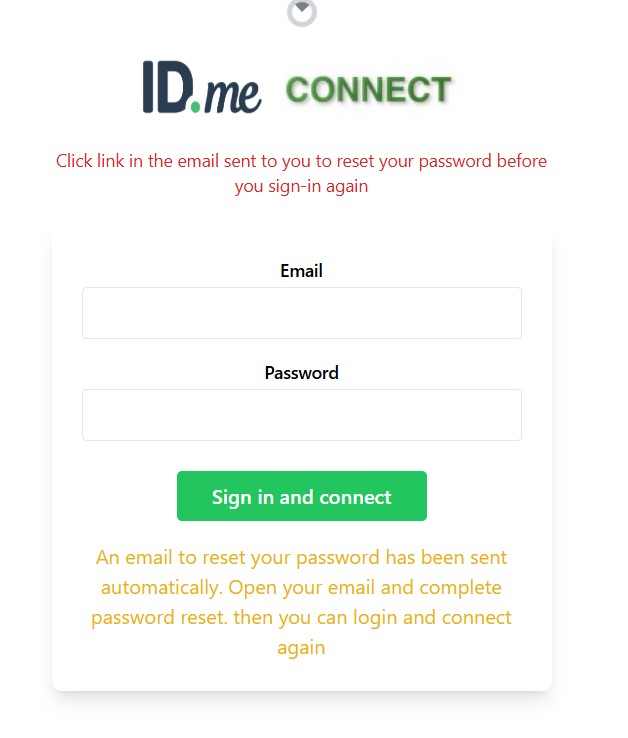 ID.me CONNECT
Click link in the email sent to you to reset your password before
you sign-in again
Email
Password
Sign in and connect
An email to reset your password has been sent
automatically. Open your email and complete
password reset. then you can login and connect
again